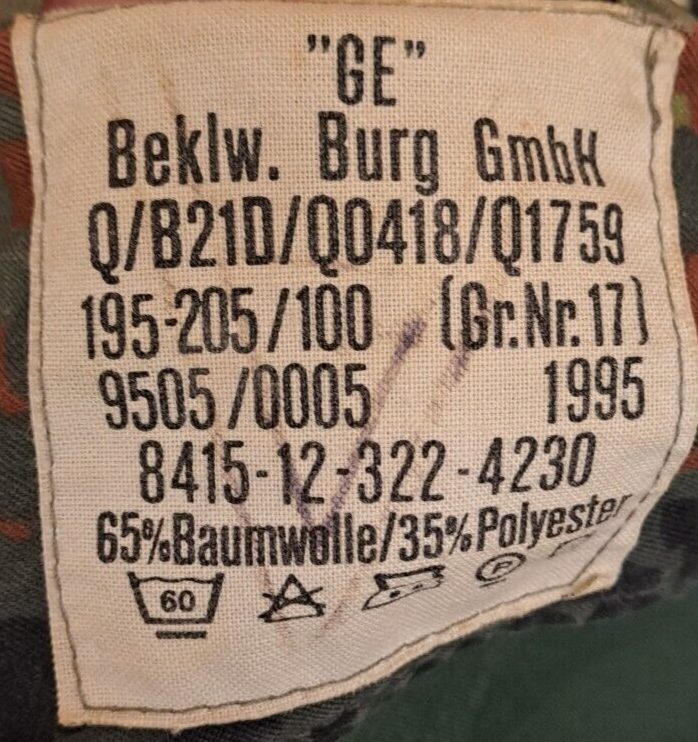 "GE"
Beklw. Burg GmbH
Q/B21D/Q0418/Q1759
195-205/100 (Gr.Nr.17)
9505/0005 1995
8415-12-322-4230
65%Baumwolle/35%Polyester
60 P